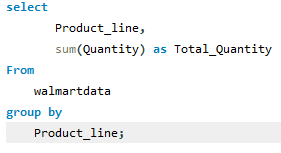 select
Product_line,
sum(Quantity) as Total_Quantity
From
walmartdata
group by
Product_line;